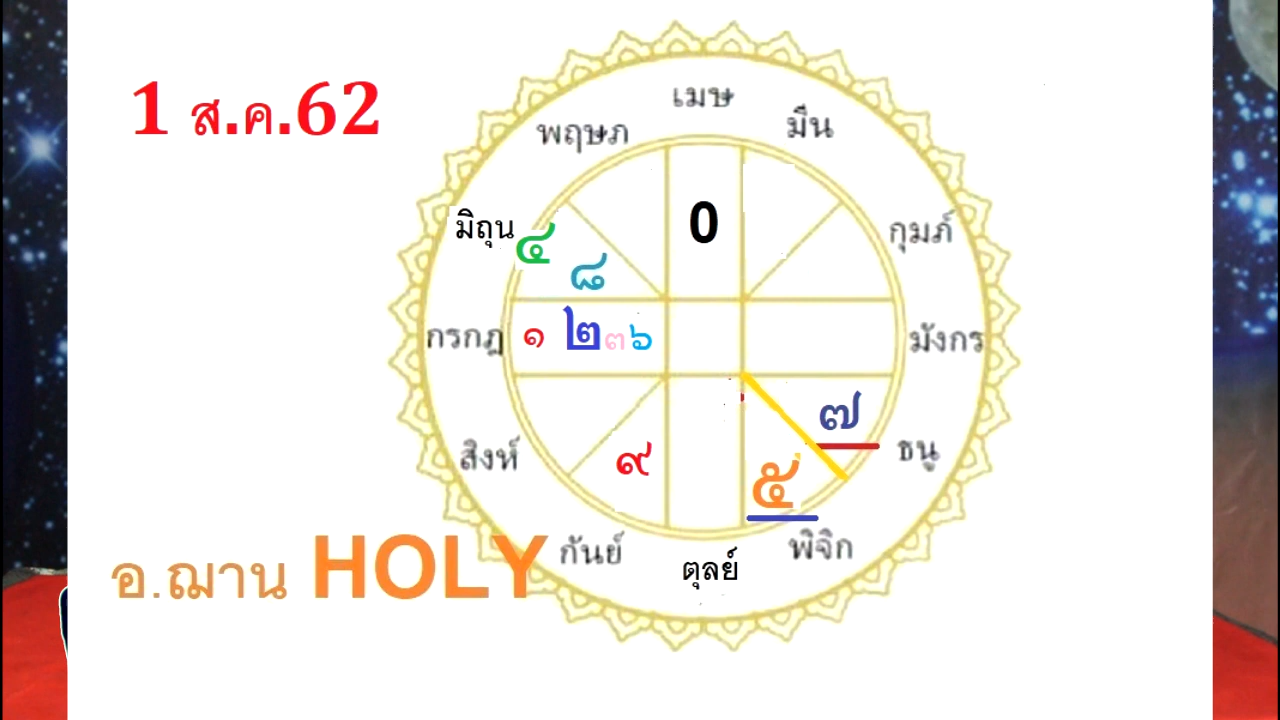 1 ส.ค.62
เมษ
พฤษภ
มีน
มิถุน
กุมภ์
๔
0
๘
กรกฎ
๑ ๒ ๓ ๖
มังกร
๗
สิงห์
๙
ธนู
๕
กันย์
ตุลย์
พิจิก
อ.ฌาน HOLY